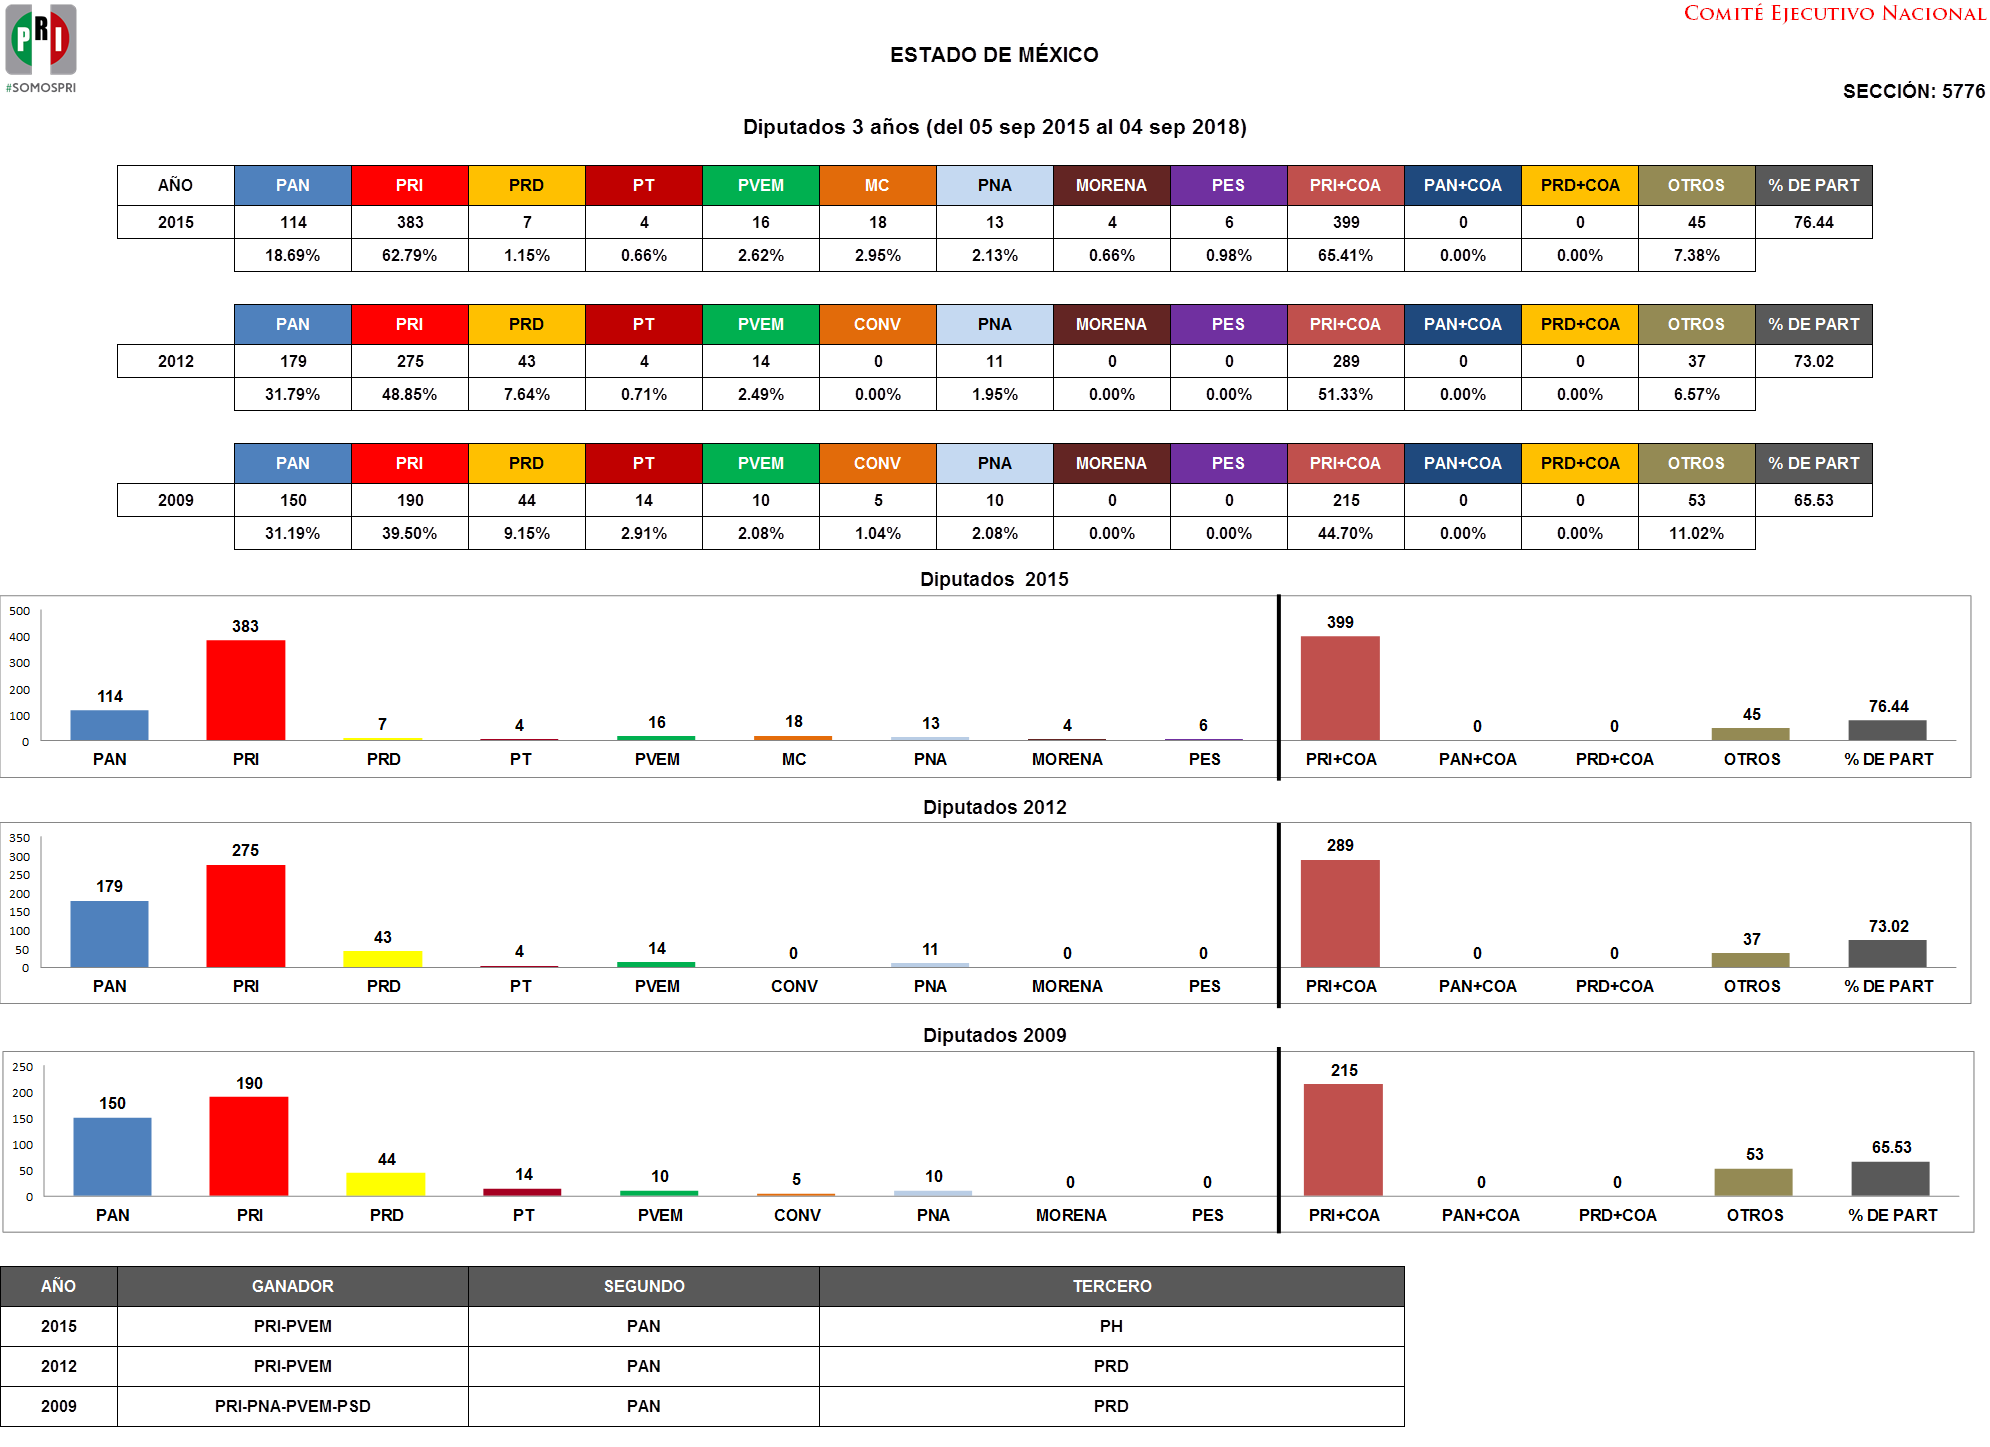 PRI
#SOMOSPRI
COMITÉ EJECUTIVO NACIONAL
ESTADO DE MÉXICO
SECCIÓN: 5776
Diputados 3 años (del 05 sep 2015 al 04 sep 2018)
AÑO PAN PRI PRD PT PVEM MC PNA MORENA PES PRI+COA PAN+COA PRD+COA OTROS % DE PART
2015 114 383 7 4 16 18 13 4 6 399 0 0 45 76.44
18.69% 62.79% 1.15% 0.66% 2.62% 2.95% 2.13% 0.66% 0.98% 65.41% 0.00% 0.00% 7.38%
PAN PRI PRD PT PVEM CONV PNA MORENA PES PRI+COA PAN+COA PRD+COA OTROS % DE PART
2012 179 275 43 4 14 0 11 0 0 289 0 0 37 73.02
31.79% 48.85% 7.64% 0.71% 2.49% 0.00% 1.95% 0.00% 0.00% 51.33% 0.00% 0.00% 6.57%
PAN PRI PRD PT PVEM CONV PNA MORENA PES PRI+COA PAN+COA PRD+COA OTROS % DE PART
2009 150 190 44 14 10 5 10 0 0 215 0 0 53 65.53
31.19% 39.50% 9.15% 2.91% 2.08% 1.04% 2.08% 0.00% 0.00% 44.70% 0.00% 0.00% 11.02%
Diputados 2015
500
400
300
200
100
0
114 383 7 4 16 18 13 4 6 399 0 0 45 76.44
PAN PRI PRD PT PVEM MC PNA MORENA PES PRI+COA PAN+COA PRD+COA OTROS % DE PART
Diputados 2012
350
300
250
200
150
100
50
0
179 275 43 4 14 0 11 0 0 289 0 0 37 73.02
PAN PRI PRD PT PVEM CONV PNA MORENA PES PRI+COA PAN+COA PRD+COA OTROS % DE PART
Diputados 2009
250
200
150
100
50
0
150 190 44 14 10 5 10 0 0 215 0 0 53 65.53
PAN PRI PRD PT PVEM CONV PNA MORENA PES PRI+COA PAN+COA PRD+COA OTROS % DE PART
AÑO GANADOR SEGUNDO TERCERO
2015 PRI-PVEM PAN PH
2012 PRI-PVEM PAN PRD
2009 PRI-PNA-PVEM-PSD PAN PRD